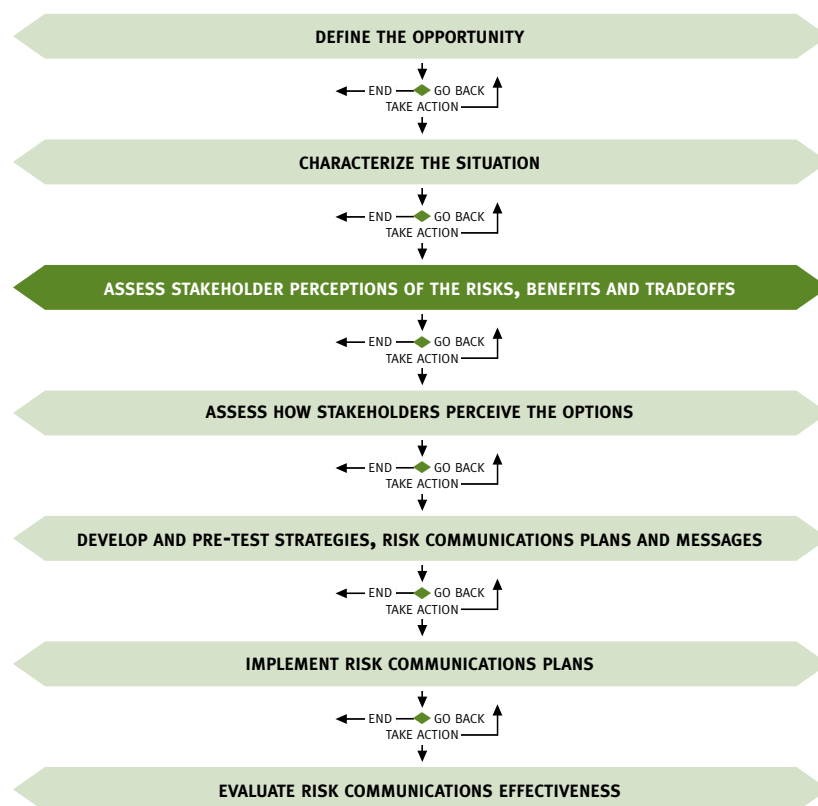 DEFINE THE OPPORTUNITY
END GO BACK
TAKE ACTION
CHARACTERIZE THE SITUATION
END GO BACK
TAKE ACTION
ASSESS STAKEHOLDER PERCEPTIONS OF THE RISKS, BENEFITS AND TRADEOFFS
END GO BACK
TAKE ACTION
ASSESS HOW STAKEHOLDERS PERCEIVE THE OPTIONS
END GO BACK
TAKE ACTION
DEVELOP AND PRE-TEST STRATEGIES, RISK COMMUNICATIONS PLANS AND MESSAGES
END GO BACK
TAKE ACTION
IMPLEMENT RISK COMMUNICATIONS PLANS
END GO BACK
TAKE ACTION
EVALUATE RISK COMMUNICATIONS EFFECTIVENESS